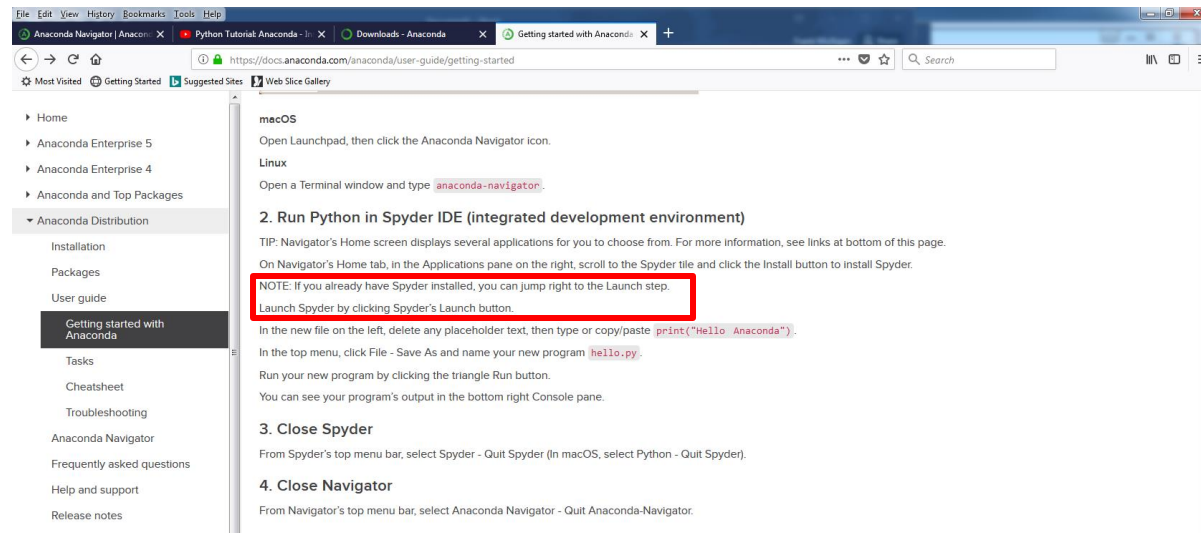 File Edit View History Bookmarks Tools Help
Anaconda Navigator | Anacon
Python Tutorial: Anaconda - In
Downloads - Anaconda
Getting started with Anaconda
https://docs.anaconda.com/anaconda/user-guide/getting-started
Search
Most Visited Getting Started Suggested Sites Web Slice Gallery
Home
Anaconda Enterprise 5
Anaconda Enterprise 4
Anaconda and Top Packages
Anaconda Distribution
Installation
Packages
User guide
Getting started with
Anaconda
Tasks
Cheatsheet
Troubleshooting
Anaconda Navigator
Frequently asked questions
Help and support
Release notes
macOS
Open Launchpad, then click the Anaconda Navigator icon.
Linux
Open a Terminal window and type anaconda-navigator.
2. Run Python in Spyder IDE (integrated development environment)
TIP: Navigator's Home screen displays several applications for you to choose from. For more information, see links at bottom of this page.
On Navigator's Home tab, in the Applications pane on the right, scroll to the Spyder tile and click the Install button to install Spyder.
NOTE: If you already have Spyder installed, you can jump right to the Launch step.
Launch Spyder by clicking Spyder's Launch button.
In the new file on the left, delete any placeholder text, then type or copy/paste print("Hello Anaconda").
In the top menu, click File - Save As and name your new program hello.py.
Run your new program by clicking the triangle Run button.
You can see your program's output in the bottom right Console pane.
3. Close Spyder
From Spyder's top menu bar, select Spyder - Quit Spyder (In macOS, select Python - Quit Spyder).
4. Close Navigator
From Navigator's top menu bar, select Anaconda Navigator - Quit Anaconda-Navigator.